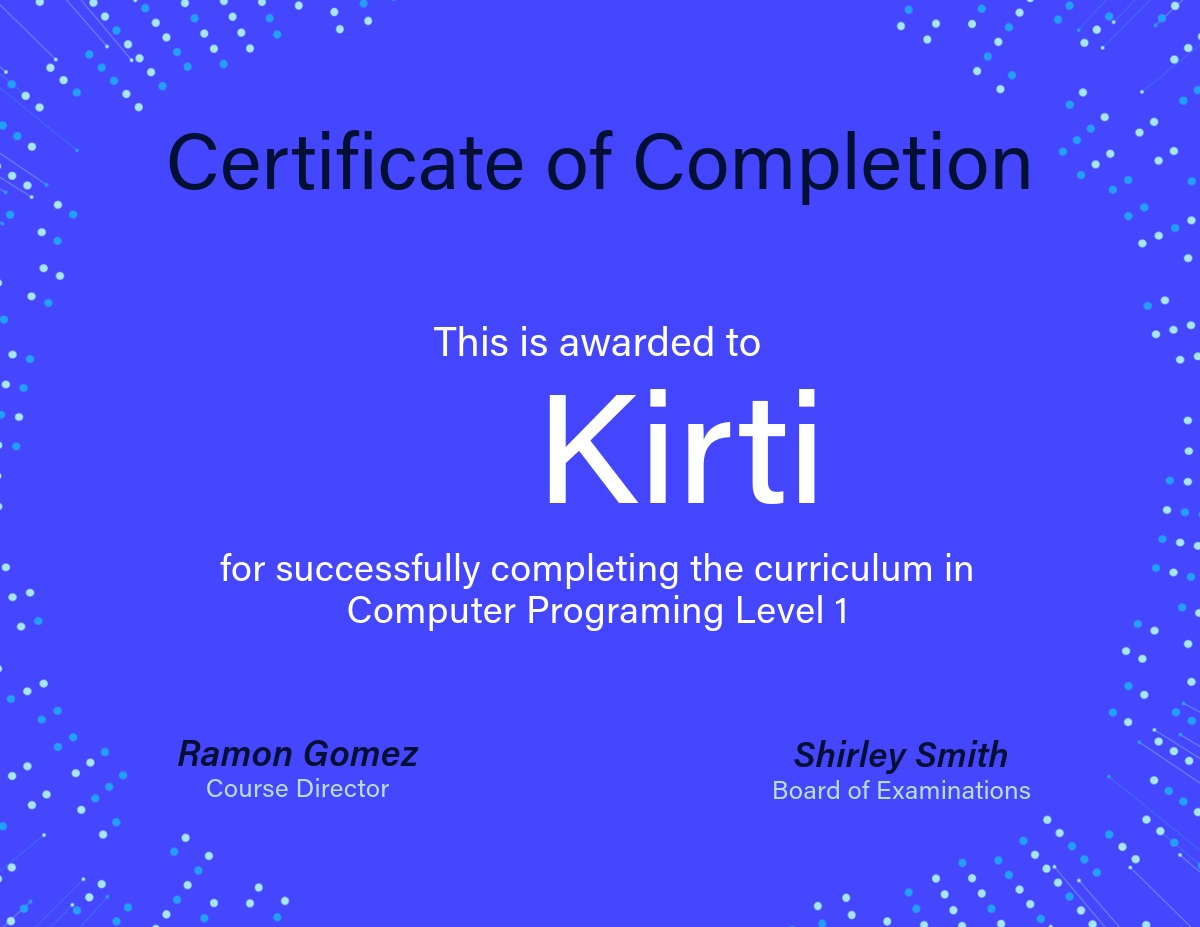 Certificate of Completion
This is awarded to
Kirti
for successfully completing the curriculum in
Computer Programing Level 1
Ramon Gomez
Course Director
Shirley Smith
Board of Examinations